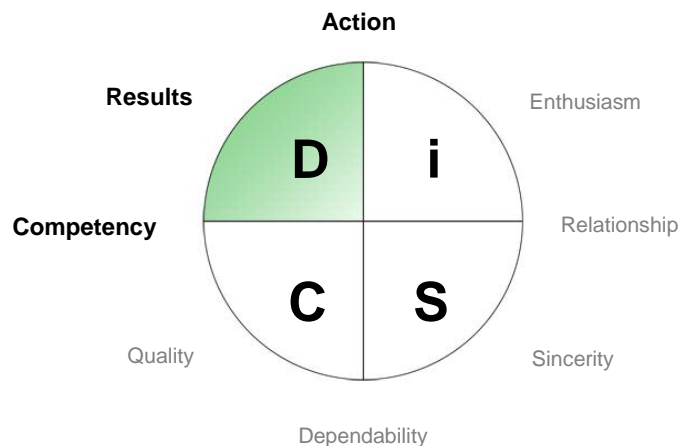 Action
Results
Enthusiasm
D
i
Competency
Relationship
C
S
Quality
Sincerity
Dependability